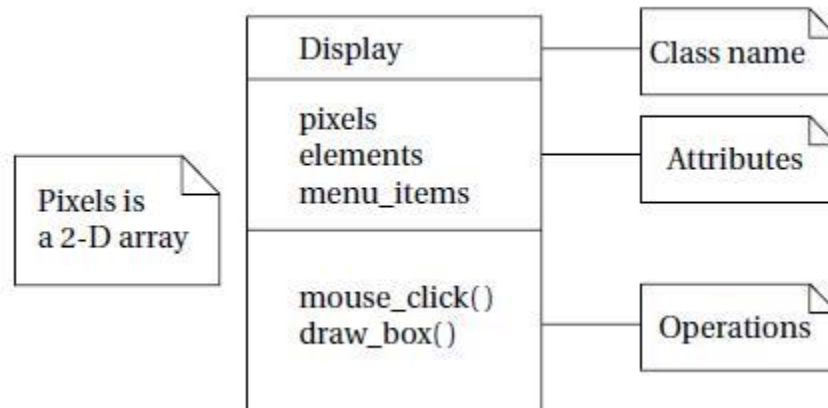 Display
Class name
pixels
elements
menu_items
Attributes
Pixels is
a 2-D array
mouse_click()
draw_box()
Operations